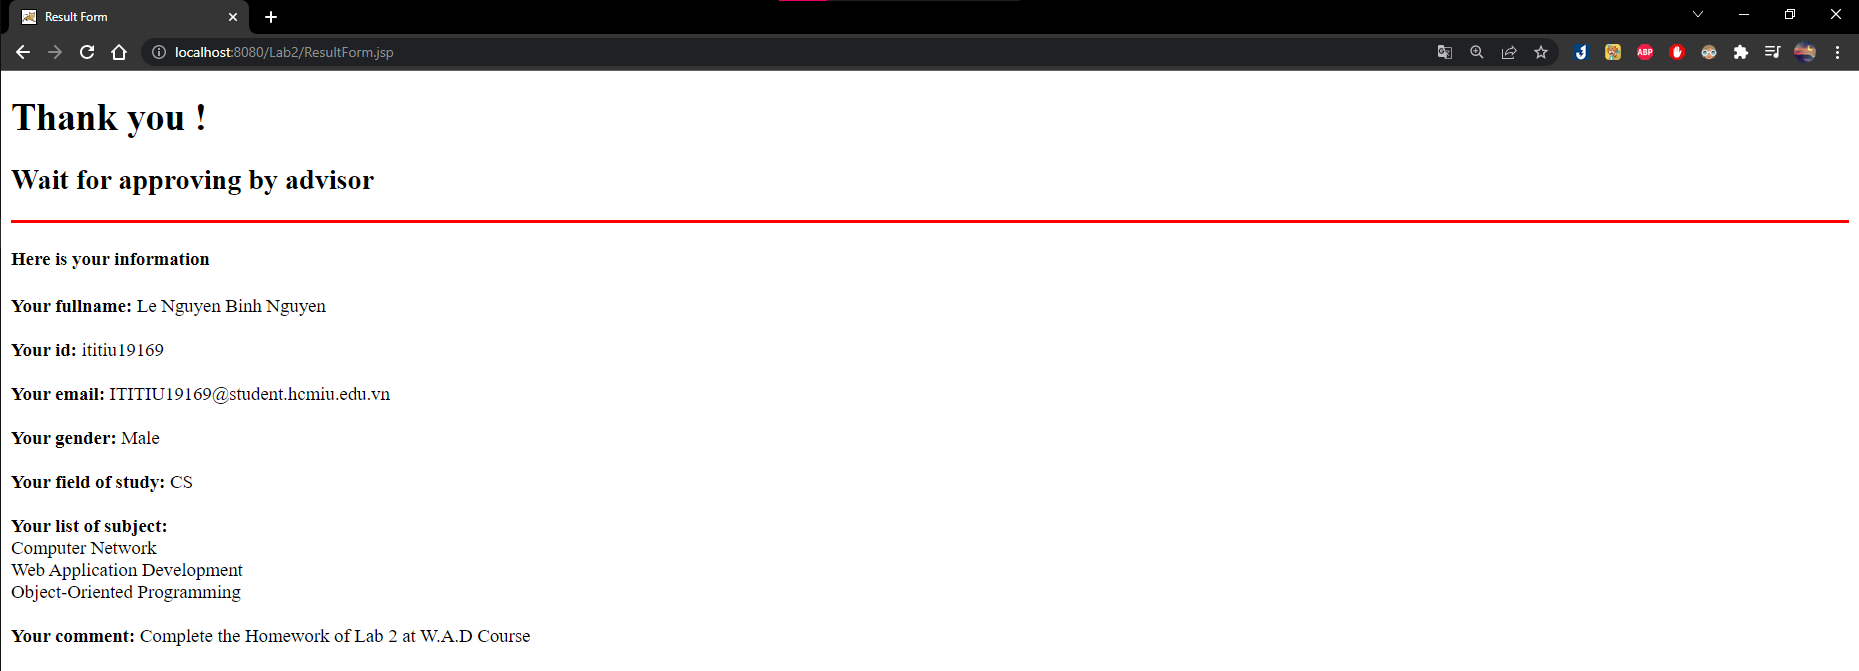 Result Form
localhost:8080/Lab2/ResultForm.jsp
ABP
Thank you !
Wait for approving by advisor
Here is your information
Your fullname: Le Nguyen Binh Nguyen
Your id: ititiu19169
Your email: ITITIU19169@student.hcmiu.edu.vn
Your gender: Male
Your field of study: CS
Your list of subject:
Computer Network
Web Application Development
Object-Oriented Programming
Your comment: Complete the Homework of Lab 2 at W.A.D Course